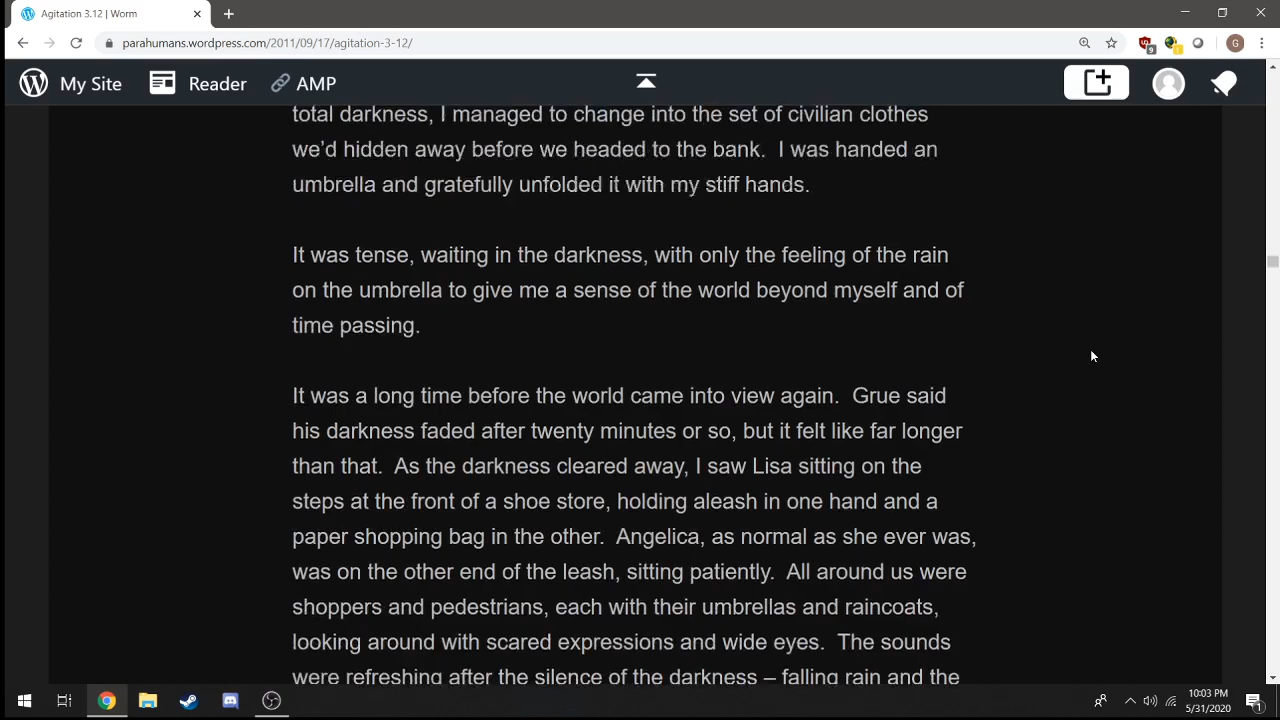 Agitation 3.12 | Worm
parahumans.wordpress.com/2011/09/17/agitation-3-12/
9
G
My Site
Reader
AMP
total darkness, I managed to change into the set of civilian clothes
we’d hidden away before we headed to the bank.  I was handed an
umbrella and gratefully unfolded it with my stiff hands.
It was tense, waiting in the darkness, with only the feeling of the rain
on the umbrella to give me a sense of the world beyond myself and of
time passing.
It was a long time before the world came into view again.  Grue said
his darkness faded after twenty minutes or so, but it felt like far longer
than that.  As the darkness cleared away, I saw Lisa sitting on the
steps at the front of a shoe store, holding aleash in one hand and a
paper shopping bag in the other.  Angelica, as normal as she ever was,
was on the other end of the leash, sitting patiently.  All around us were
shoppers and pedestrians, each with their umbrellas and raincoats,
looking around with scared expressions and wide eyes.  The sounds
were refreshing after the silence of the darkness – falling rain and the
10:03 PM
5/31/2020
1